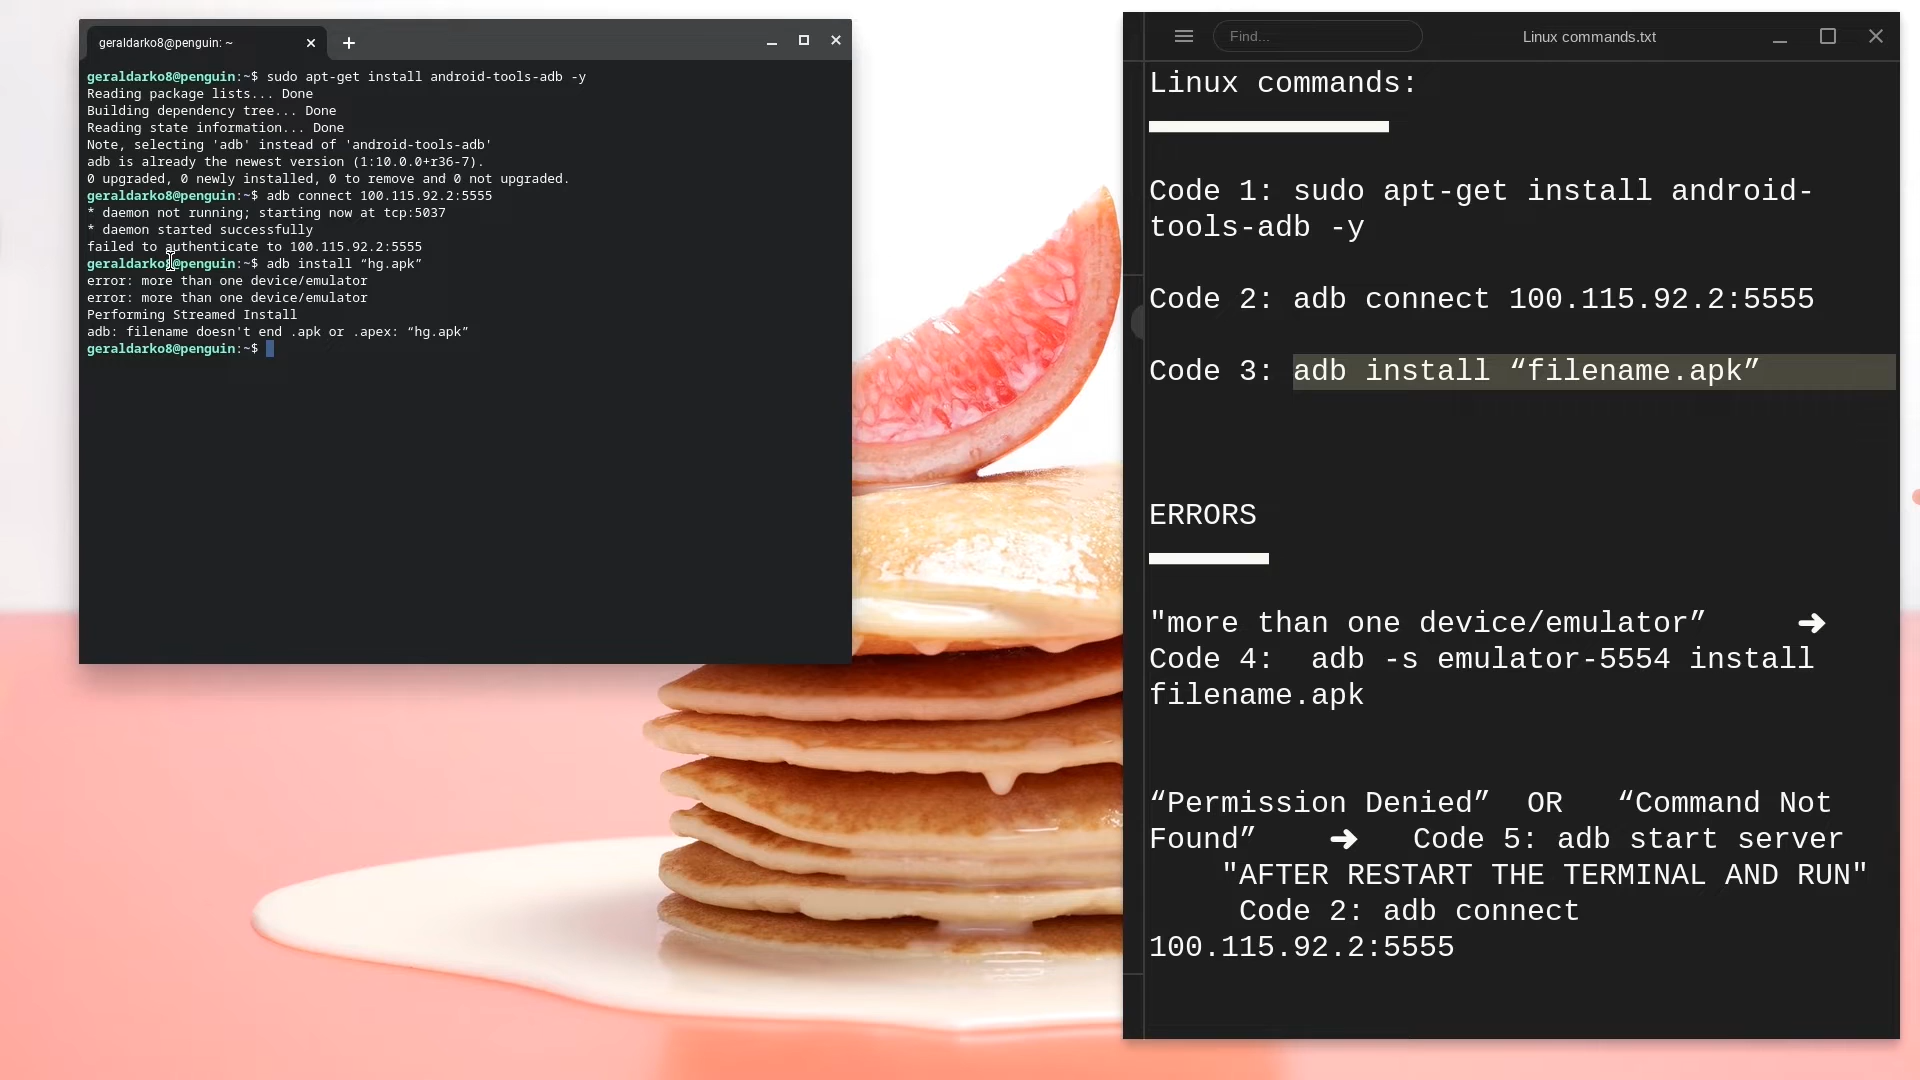 geraldarko8@penguin: ~
geraldarko8@penguin:~$ sudo apt-get install android-tools-adb -y
Reading package lists... Done
Building dependency tree... Done
Reading state information... Done
Note, selecting 'adb' instead of 'android-tools-adb'
adb is already the newest version (1:10.0.0+r36-7).
0 upgraded, 0 newly installed, 0 to remove and 0 not upgraded.
geraldarko8@penguin:~$ adb connect 100.115.92.2:5555
* daemon not running; starting now at tcp:5037
* daemon started successfully
failed to authenticate to 100.115.92.2:5555
geraldarko8@penguin:~$ adb install “hg.apk”
error: more than one device/emulator
error: more than one device/emulator
Performing Streamed Install
adb: filename doesn't end .apk or .apex: “hg.apk”
geraldarko8@penguin:~$
Find...
Linux commands.txt
Linux commands:
Code 1: sudo apt-get install android-
tools-adb -y
Code 2: adb connect 100.115.92.2:5555
Code 3: adb install “filename.apk”
ERRORS
"more than one device/emulator” ➜
Code 4:  adb -s emulator-5554 install
filename.apk
“Permission Denied”  OR   “Command Not
Found”    ➜   Code 5: adb start server
"AFTER RESTART THE TERMINAL AND RUN"
Code 2: adb connect
100.115.92.2:5555